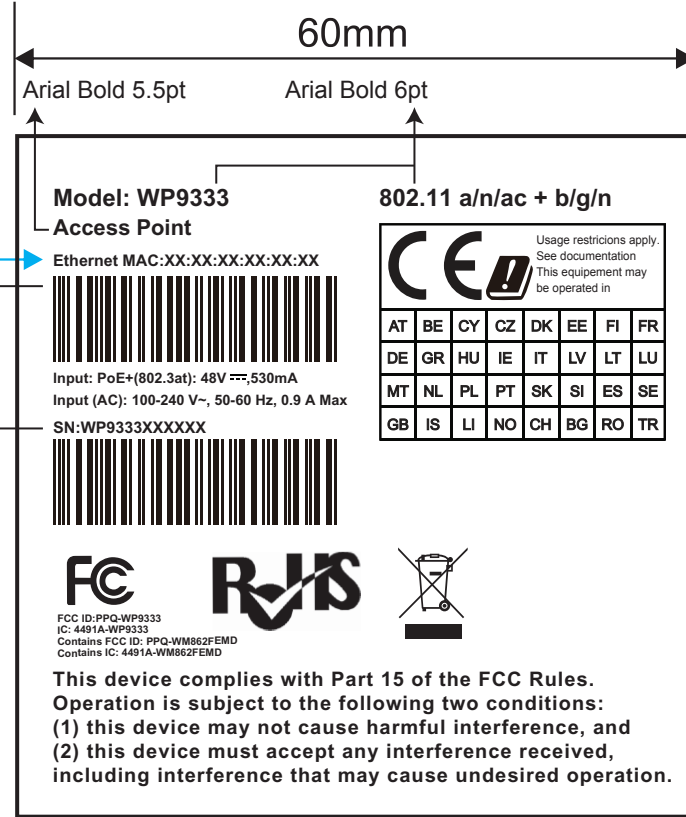 60mm
Arial Bold 5.5pt
Arial Bold 6pt
Model: WP9333
802.11 a/n/ac + b/g/n
Access Point
Ethernet MAC:XX:XX:XX:XX:XX:XX
CE
Usage restricions apply.
See documentation
This equipement may
be operated in
AT BE CY CZ DK EE FI FR
DE GR HU IE IT LV LT LU
MT NL PL PT SK SI ES SE
GB IS LI NO CH BG RO TR
Input: PoE+(802.3at): 48V ⎓,530mA
Input (AC): 100-240 V~, 50-60 Hz, 0.9 A Max
SN:WP9333XXXXXX
FC
RoHS
FCC ID:PPQ-WP9333
IC: 4491A-WP9333
Contains FCC ID: PPQ-WM862FEMD
Contains IC: 4491A-WM862FEMD
This device complies with Part 15 of the FCC Rules.
Operation is subject to the following two conditions:
(1) this device may not cause harmful interference, and
(2) this device must accept any interference received,
including interference that may cause undesired operation.